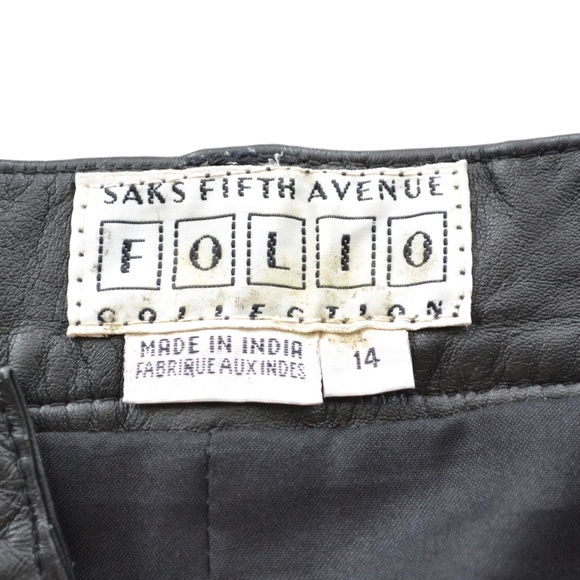 SAKS FIFTH AVENUE
FOLIO
COLLECTION
MADE IN INDIA
FABRIQUE AUX INDES
14